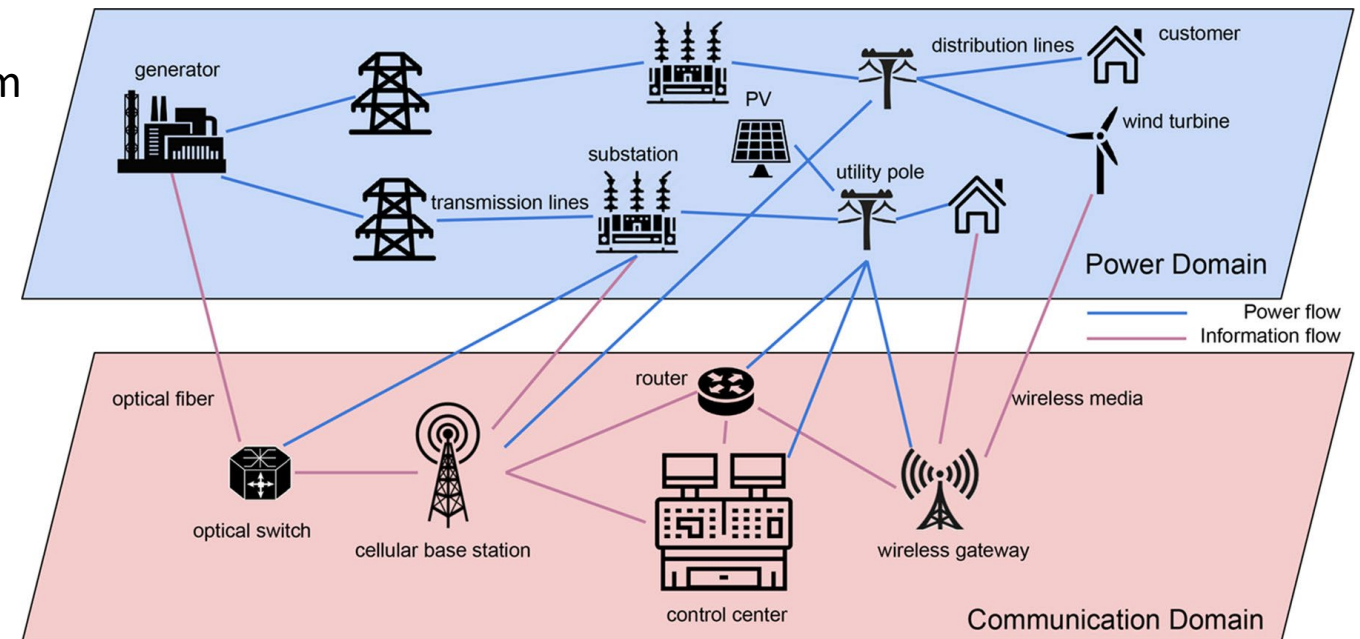 m
generator
distribution lines
customer
PV
wind turbine
substation
utility pole
transmission lines
Power Domain
Power flow
Information flow
optical fiber
router
wireless media
optical switch
cellular base station
wireless gateway
control center
Communication Domain